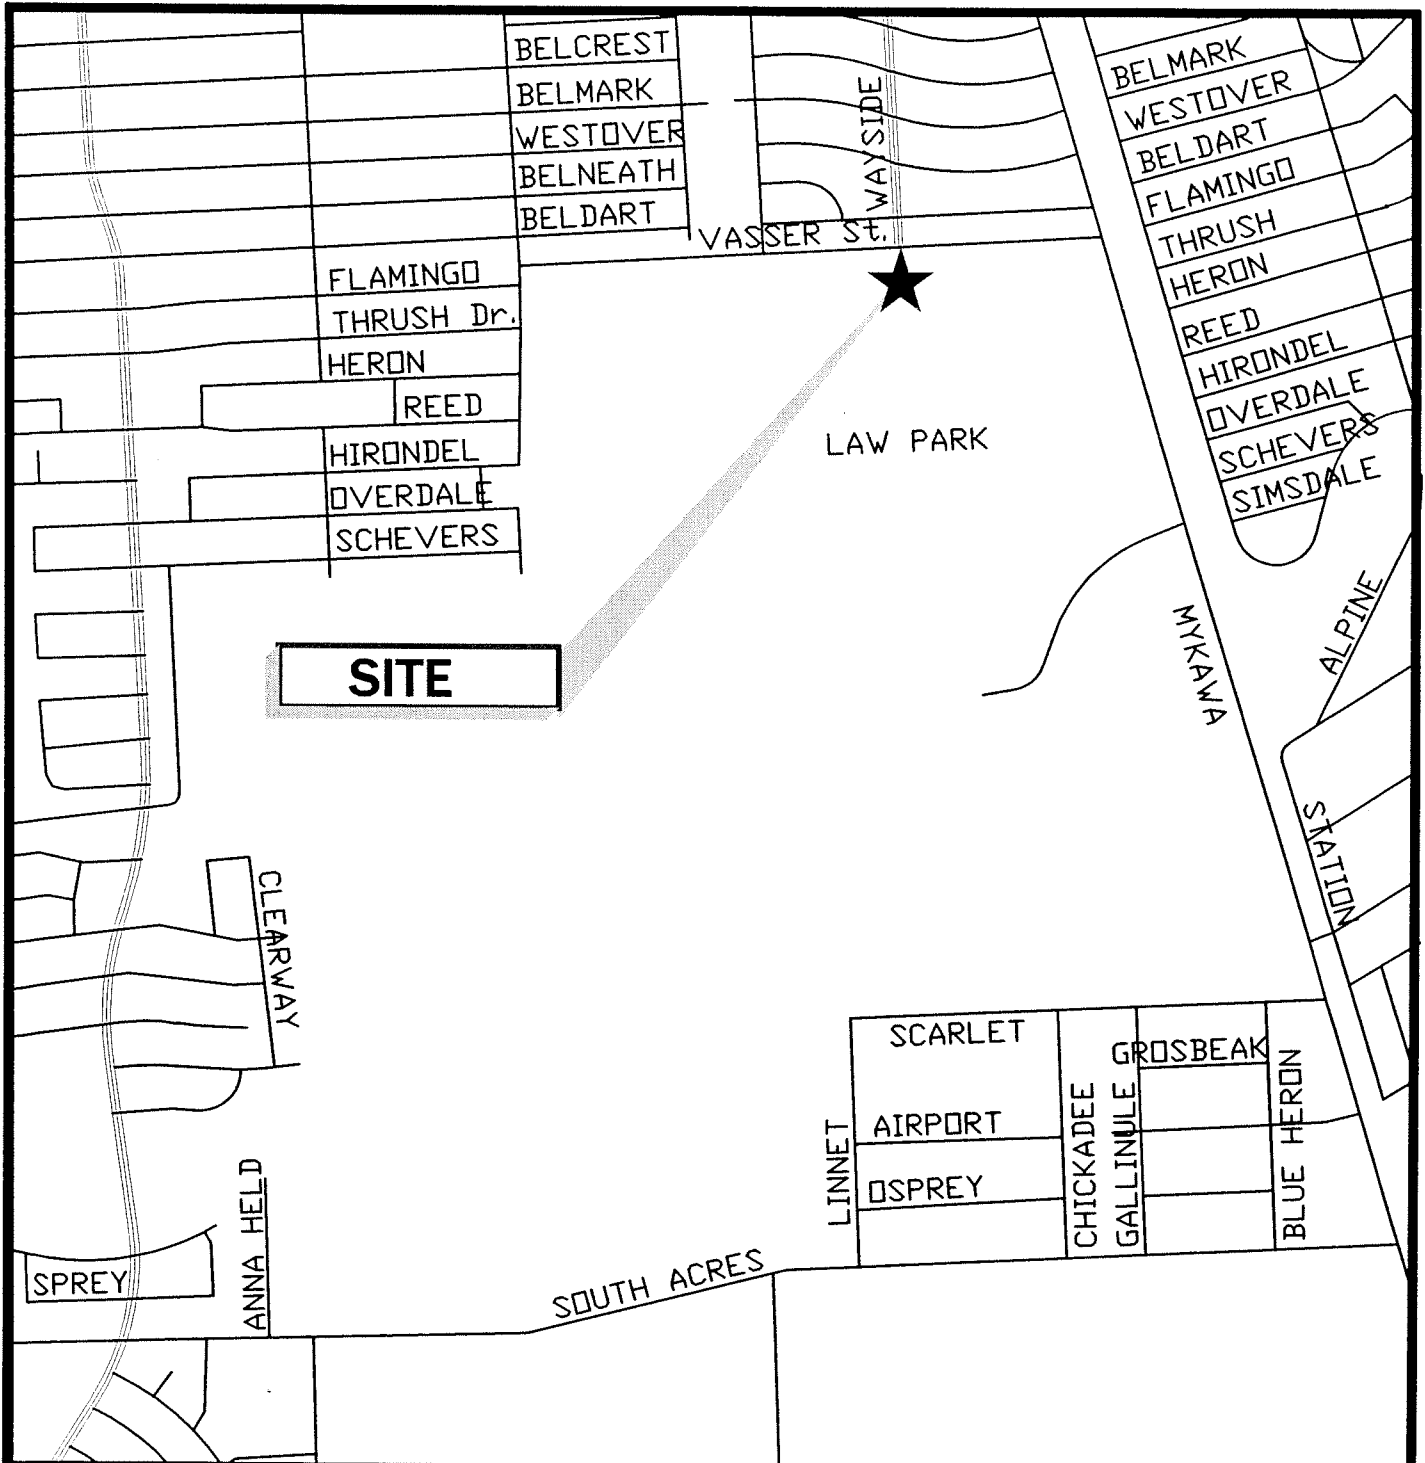 BELCREST
BELMARK
WESTOVER
BELNEATH
BELDART
WAYSIDE
VASSER St.
BELMARK
WESTOVER
BELDART
FLAMINGO
THRUSH
HERON
REED
HIRONDEL
OVERDALE
SCHEVERS
SIMSDALE
FLAMINGO
THRUSH Dr.
HERON
REED
HIRONDEL
OVERDALE
SCHEVERS
LAW PARK
SITE
MYKAWA
ALPINE
STATION
CLEARWAY
SCARLET
GROSBEAK
AIRPORT
OSPREY
LINNET
CHICKADEE
GALLINULE
BLUE HERON
ANNA HELD
SPREY
SOUTH ACRES